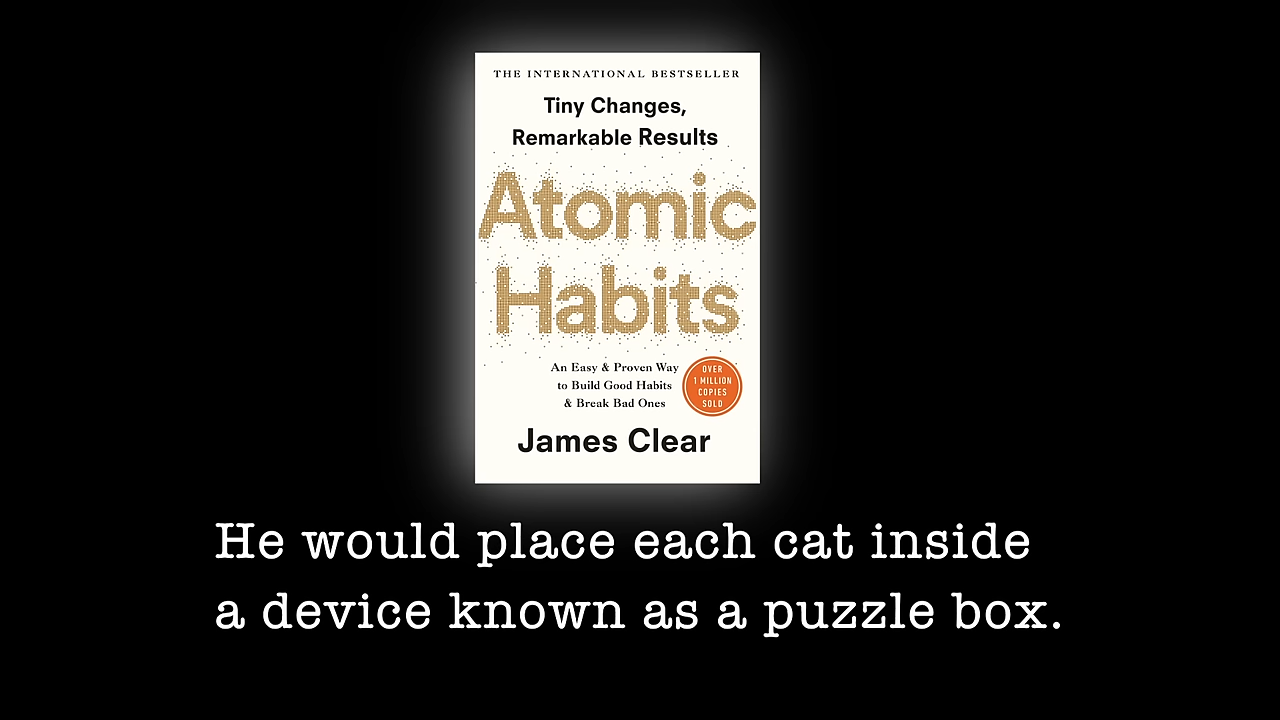 THE INTERNATIONAL BESTSELLER
Tiny Changes,
Remarkable Results
Atomic
Habits
An Easy & Proven Way
to Build Good Habits
& Break Bad Ones
OVER
1 MILLION
COPIES
SOLD
James Clear
He would place each cat inside
a device known as a puzzle box.